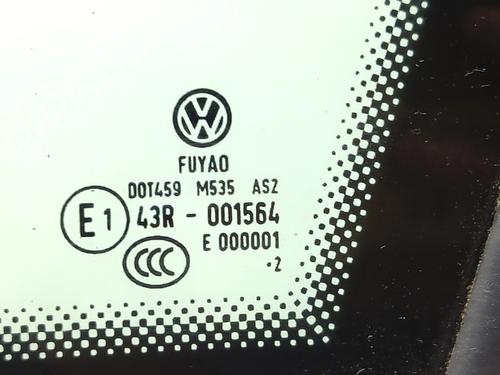 FUYAO
DOT459 M535 AS2
E1 43R - 001564
E 000001
CCC
·2